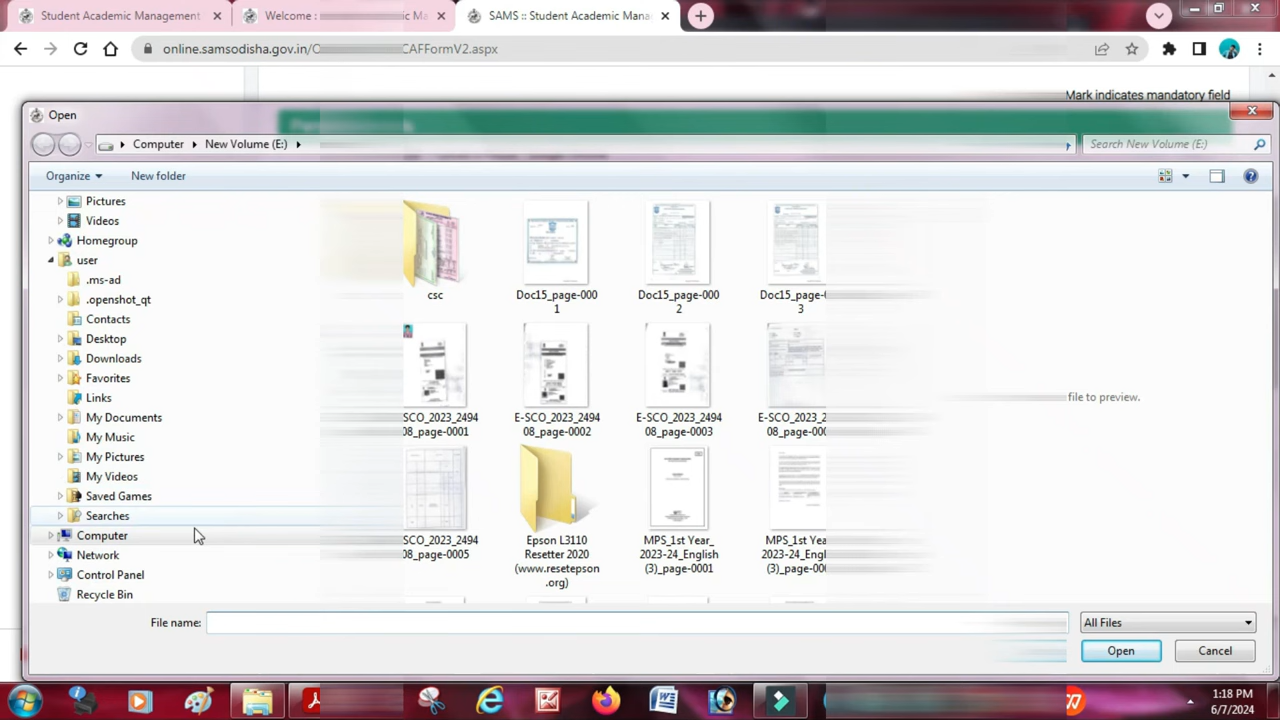 Student Academic Management
Welcome :
c Ma
SAMS :: Student Academic Mana
online.samsodisha.gov.in/
CAFFormV2.aspx
Mark indicates mandatory field
Open
Computer
New Volume (E:)
Search New Volume (E:)
Organize
New folder
Pictures
Videos
Homegroup
user
.ms-ad
.openshot_qt
Contacts
Desktop
Downloads
Favorites
Links
My Documents
My Music
My Pictures
My Videos
Saved Games
Searches
Computer
Network
Control Panel
Recycle Bin
csc
Doc15_page-000
1
Doc15_page-000
2
Doc15_page-
3
SCO_2023_2494
08_page-0001
E-SCO_2023_2494
08_page-0002
E-SCO_2023_2494
08_page-0003
E-SCO_2023_2
08_page-00
SCO_2023_2494
08_page-0005
Epson L3110
Resetter 2020
(www.resetepson
.org)
MPS_1st Year_
2023-24_English
(3)_page-0001
MPS_1st Yea
2023-24_Engl
(3)_page-00
file to preview.
File name:
All Files
Open
Cancel
1:18 PM
6/7/2024